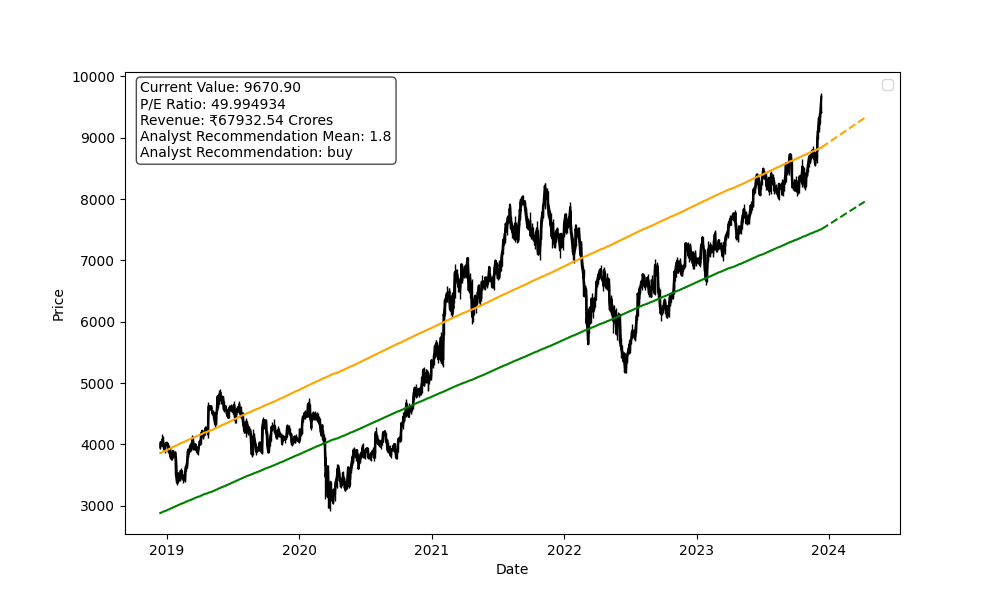 Current Value: 9670.90
P/E Ratio: 49.994934
Revenue: ₹67932.54 Crores
Analyst Recommendation Mean: 1.8
Analyst Recommendation: buy
10000
9000
8000
7000
6000
5000
4000
3000
Price
2019 2020 2021 2022 2023 2024
Date